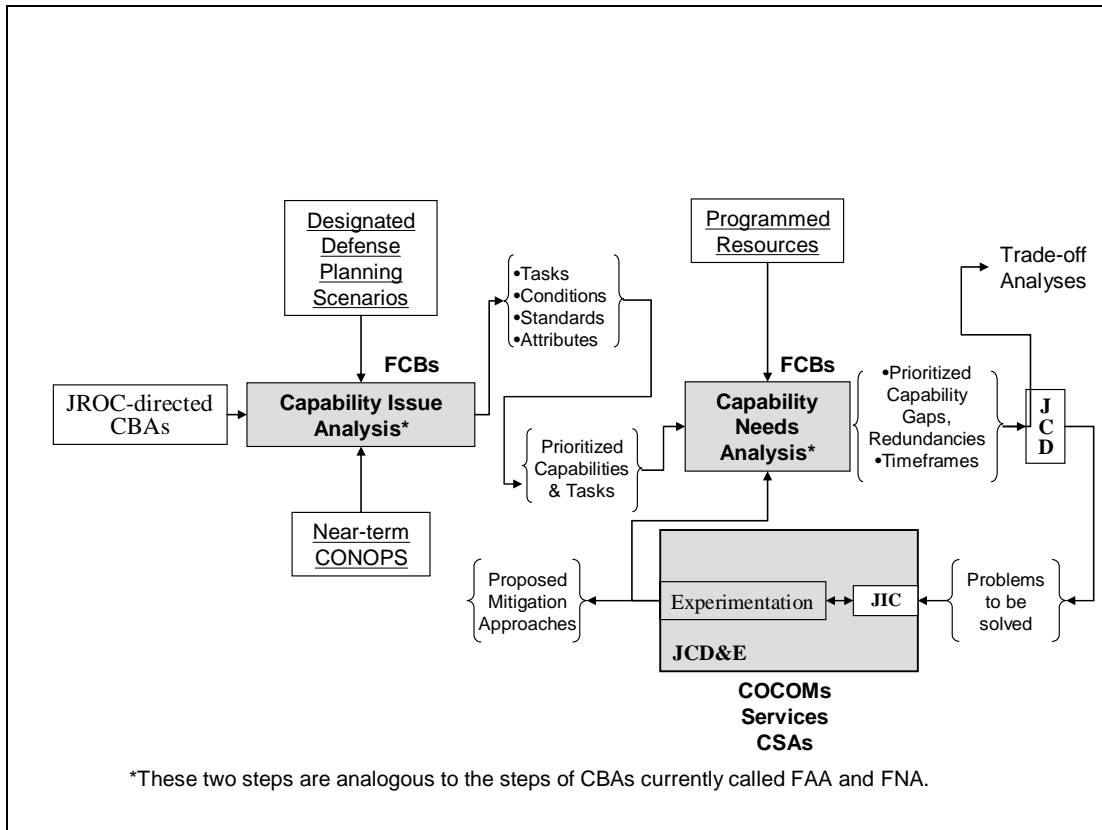 Designated
Defense
Planning
Scenarios
Programmed
Resources
•Tasks
•Conditions
•Standards
•Attributes
Trade-off
Analyses
FCBs
FCBs
JROC-directed
CBAs
Capability Issue
Analysis*
Capability
Needs
Analysis*
•Prioritized
Capability
Gaps,
Redundancies
•Timeframes
J
C
D
Prioritized
Capabilities
& Tasks
Near-term
CONOPS
Proposed
Mitigation
Approaches
Experimentation
JIC
Problems
to be
solved
JCD&E
COCOMs
Services
CSAs
*These two steps are analogous to the steps of CBAs currently called FAA and FNA.